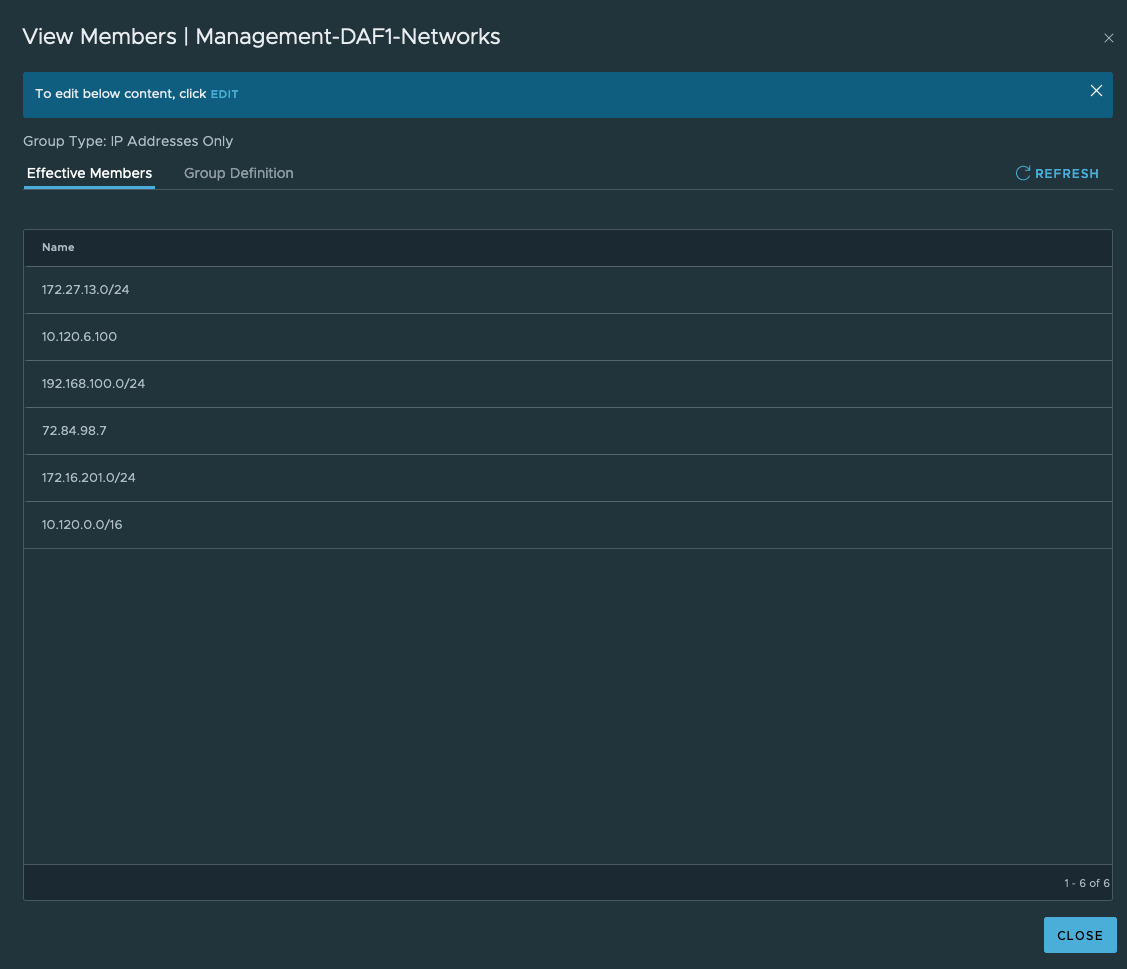 View Members | Management-DAF1-Networks
To edit below content, click EDIT
Group Type: IP Addresses Only
Effective Members Group Definition REFRESH
Name
172.27.13.0/24
10.120.6.100
192.168.100.0/24
72.84.98.7
172.16.201.0/24
10.120.0.0/16
1 - 6 of 6
CLOSE